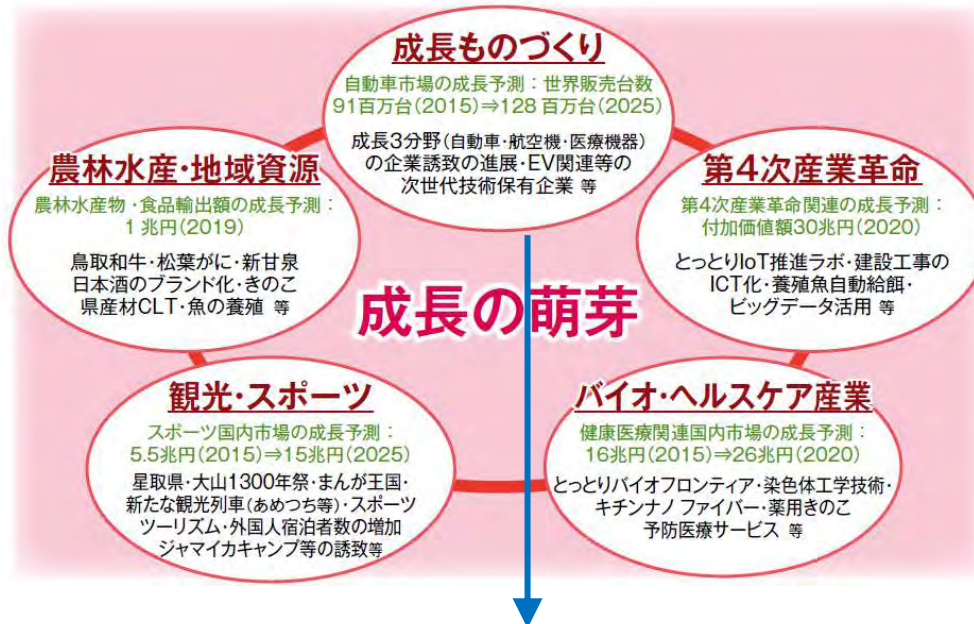 成長ものづくり
自動車市場の成長予測:世界販売台数
91百万台(2015)⇒128百万台(2025)
成長3分野(自動車・航空機・医療機器)
の企業誘致の進展・EV関連等の
次世代技術保有企業 等
農林水産・地域資源
農林水産物・食品輸出額の成長予測:
1兆円(2019)
鳥取和牛・松葉がに・新甘泉
日本酒のブランド化・きのこ
県産材CLT・魚の養殖 等
第4次産業革命
第4次産業革命関連の成長予測:
付加価値額30兆円(2020)
とっとりIoT推進ラボ・建設工事の
ICT化・養殖魚自動給餌・
ビッグデータ活用 等
成長の萌芽
観光・スポーツ
スポーツ国内市場の成長予測:
5.5兆円(2015)⇒15兆円(2025)
星取県・大山1300年祭・まんが王国・
新たな観光列車(あめつち等)・スポーツ
ツーリズム・外国人宿泊者数の増加
ジャマイカキャンプ等の誘致等
バイオ・ヘルスケア産業
健康医療関連国内市場の成長予測:
16兆円(2015)⇒26兆円(2020)
とっとりバイオフロンティア・染色体工学技術・
キチンナノファイバー・薬用きのこ
予防医療サービス 等